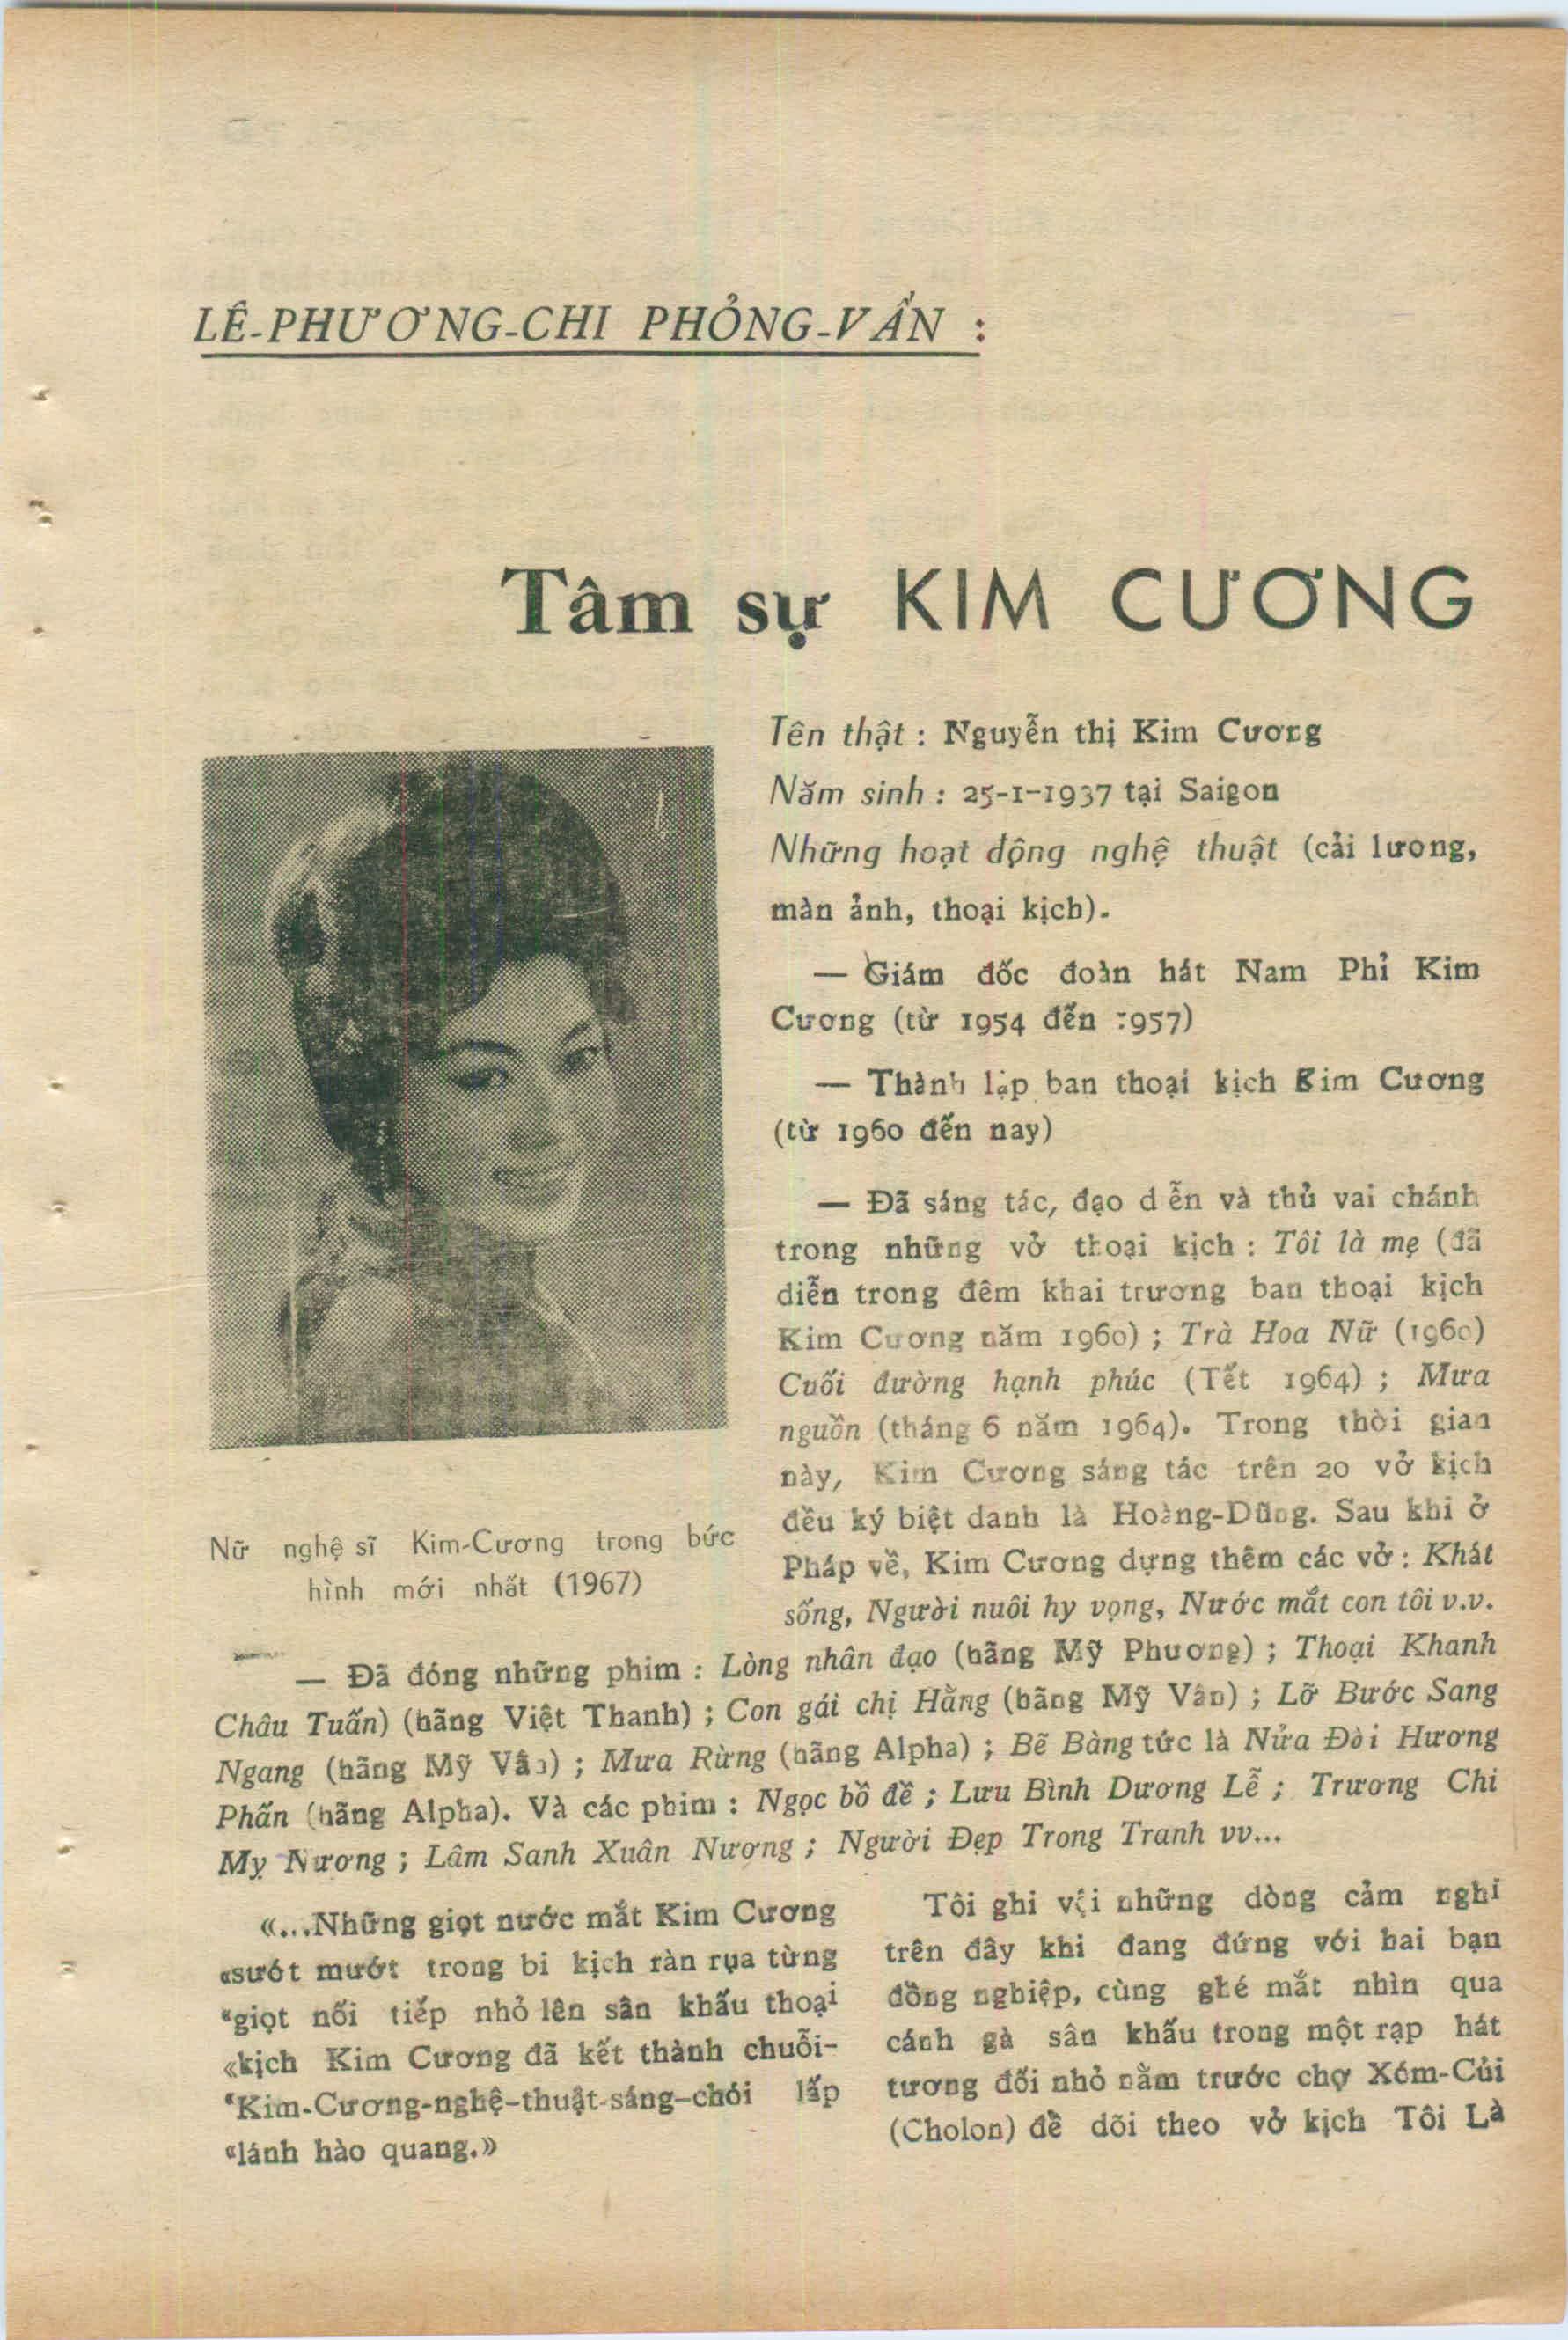 LÊ-PHƯƠNG-CHI PHỎNG-VẤN :
Tâm sự KIM CƯƠNG
Tên thật : Nguyễn thị Kim Cương
Năm sinh : 25-1-1937 tại Saigon
Những hoạt động nghệ thuật (cải lương,
màn ảnh, thoại kịch).
— Giám đốc đoàn hát Nam Phỉ Kim
Cương (từ 1954 đến 1957)
— Thành lập ban thoại kịch Kim Cương
(từ 1960 đến nay)
— Đã sáng tác, đạo diễn và thủ vai chánh
trong những vở thoại kịch : Tôi là mẹ (đã
diễn trong đêm khai trương ban thoại kịch
Kim Cương năm 1960) ; Trà Hoa Nữ (1960)
Cuối đường hạnh phúc (Tết 1964) ; Mưa
nguồn (tháng 6 năm 1964). Trong thời gian
này, Kim Cương sáng tác trên 20 vở kịch
đều ký biệt danh là Hoàng-Dũng. Sau khi ở
Pháp về, Kim Cương dựng thêm các vở : Khát
sống, Người nuôi hy vọng, Nước mắt con tôi v.v.
Nữ nghệ sĩ Kim-Cương trong bức
hình mới nhất (1967)
— Đã đóng những phim : Lòng nhân đạo (hãng Mỹ Phương) ; Thoại Khanh
Châu Tuấn) (hãng Việt Thanh) ; Con gái chị Hằng (hãng Mỹ Vân) ; Lỡ Bước Sang
Ngang (hãng Mỹ Vân) ; Mưa Rừng (hãng Alpha) ; Bẽ Bàng tức là Nửa Đời Hương
Phấn (hãng Alpha). Và các phim : Ngọc bồ đề ; Lưu Bình Dương Lễ ; Trương Chi
Mỵ Nương ; Lâm Sanh Xuân Nương ; Người Đẹp Trong Tranh vv...
«...Những giọt nước mắt Kim Cương
«sướt mướt trong bi kịch ràn rụa từng
«giọt nối tiếp nhỏ lên sân khấu thoại
«kịch Kim Cương đã kết thành chuỗi-
«Kim-Cương-nghệ-thuật-sáng-chói lấp
«lánh hào quang.»
Tôi ghi vội những dòng cảm nghĩ
trên đây khi đang đứng với hai bạn
đồng nghiệp, cùng ghé mắt nhìn qua
cánh gà sân khấu trong một rạp hát
tương đối nhỏ nằm trước chợ Xóm-Củi
(Cholon) để dõi theo vở kịch Tôi Là